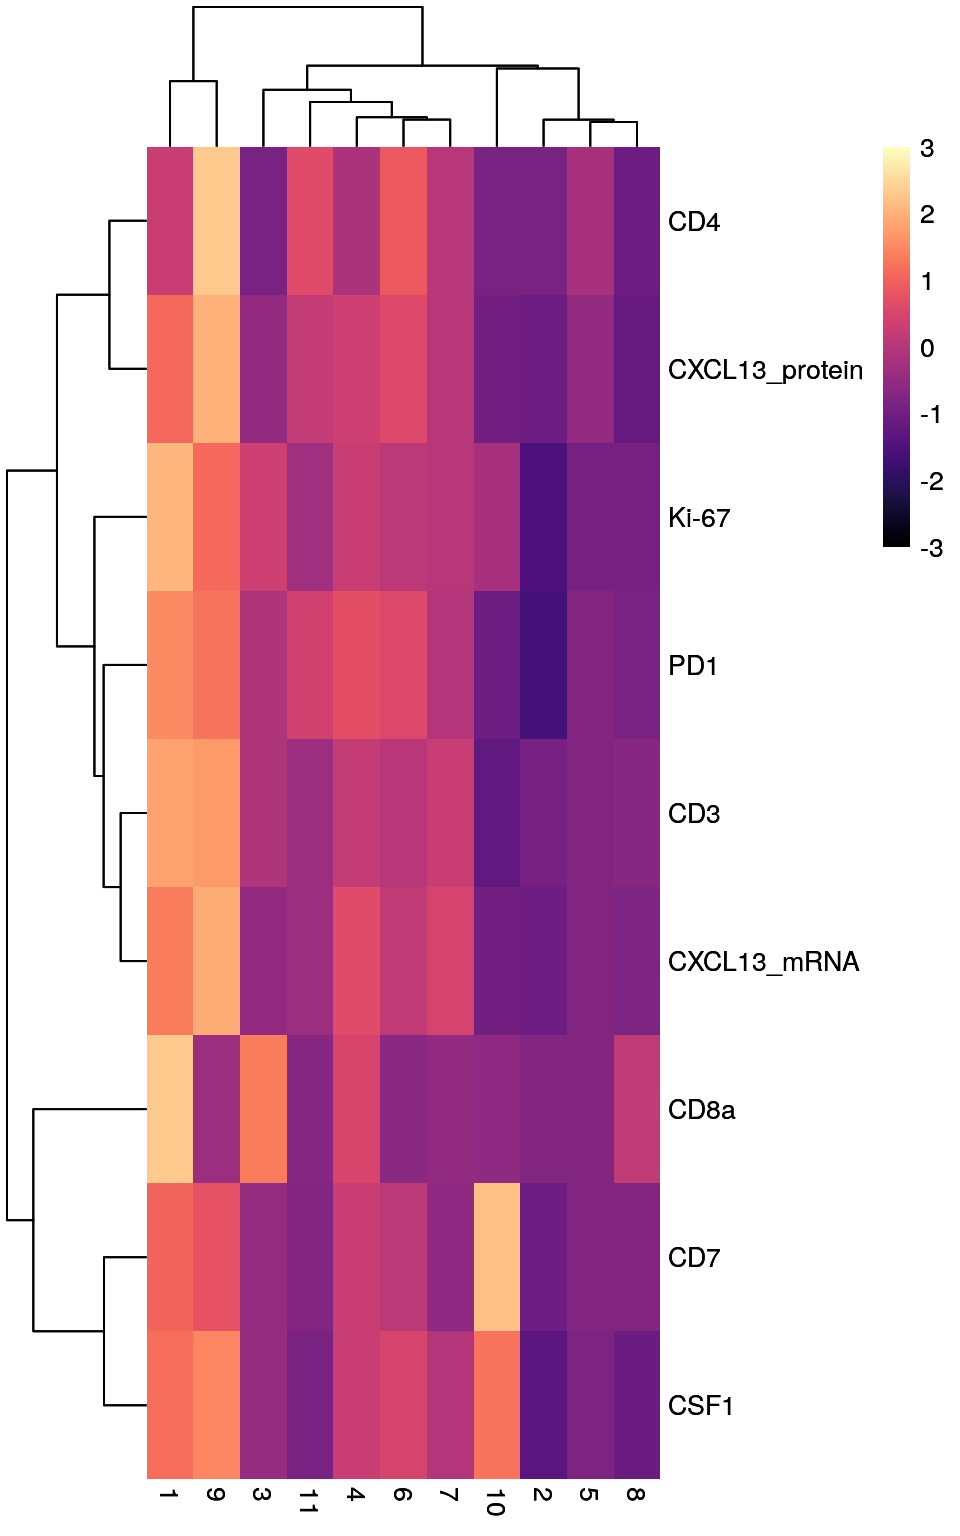 3
2
1
0
-1
-2
-3
CD4
CXCL13_protein
Ki-67
PD1
CD3
CXCL13_mRNA
CD8a
CD7
CSF1
1 9 3 11 4 6 7 10 2 5 8